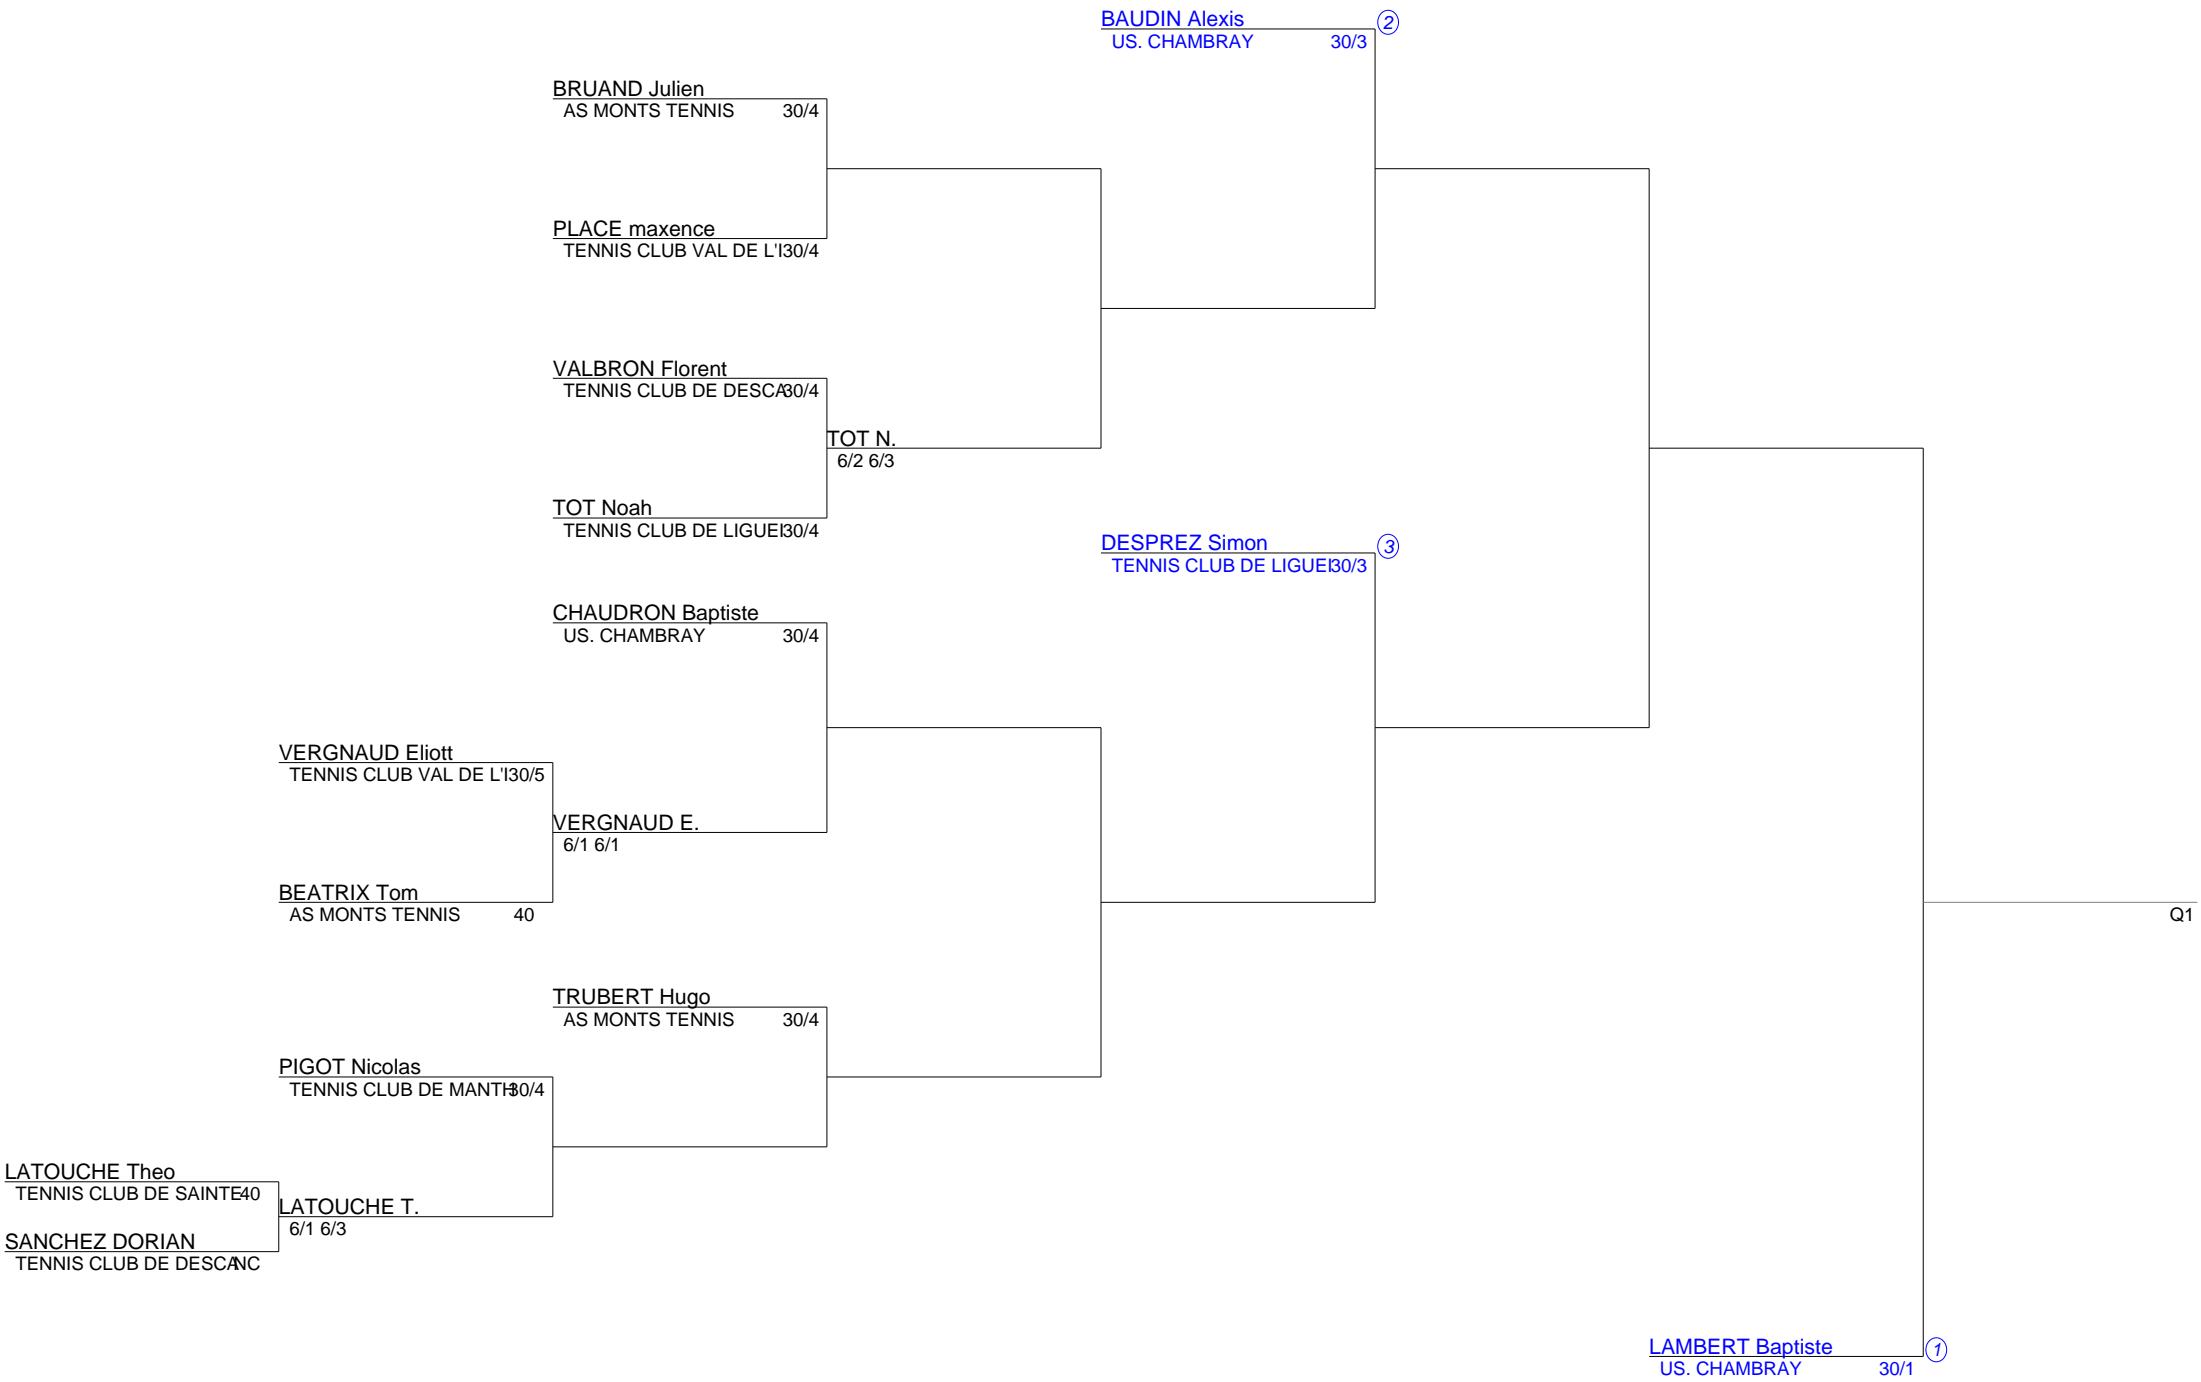 BAUDIN Alexis 2
US. CHAMBRAY 30/3
BRUAND Julien
AS MONTS TENNIS 30/4
PLACE maxence
TENNIS CLUB VAL DE L'I30/4
VALBRON Florent
TENNIS CLUB DE DESCA30/4
TOT N.
6/2 6/3
TOT Noah
TENNIS CLUB DE LIGUEI30/4
DESPREZ Simon 3
TENNIS CLUB DE LIGUEI30/3
CHAUDRON Baptiste
US. CHAMBRAY 30/4
VERGNAUD Eliott
TENNIS CLUB VAL DE L'I30/5
VERGNAUD E.
6/1 6/1
BEATRIX Tom
AS MONTS TENNIS 40
Q1
TRUBERT Hugo
AS MONTS TENNIS 30/4
PIGOT Nicolas
TENNIS CLUB DE MANTH30/4
LATOUCHE Theo
TENNIS CLUB DE SAINTE40
LATOUCHE T.
6/1 6/3
SANCHEZ DORIAN
TENNIS CLUB DE DESCANC
LAMBERT Baptiste 1
US. CHAMBRAY 30/1